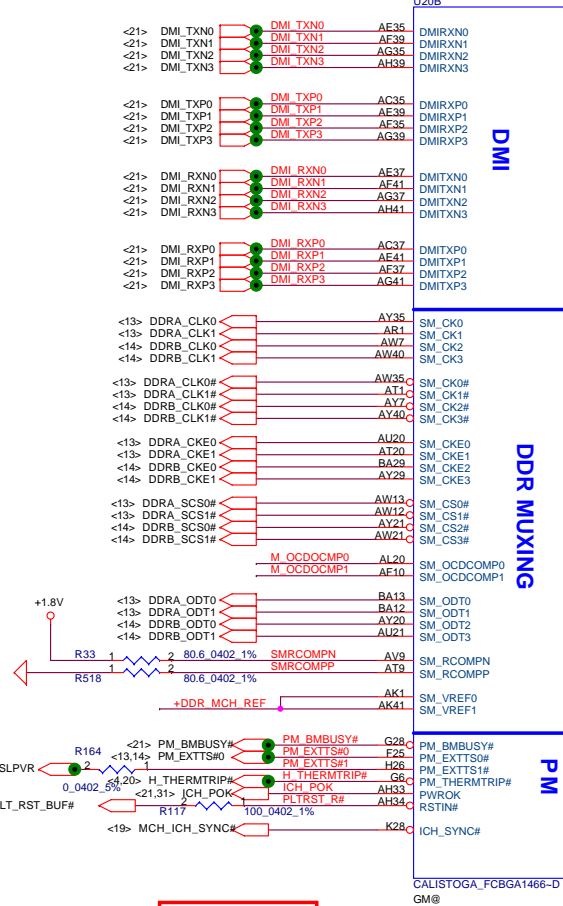 U20B
<21> DMI_TXN0 DMI_TXN0 AE35 DMIRXN0
<21> DMI_TXN1 DMI_TXN1 AF39 DMIRXN1
<21> DMI_TXN2 DMI_TXN2 AG35 DMIRXN2
<21> DMI_TXN3 DMI_TXN3 AH39 DMIRXN3
<21> DMI_TXP0 DMI_TXP0 AC35 DMIRXP0
<21> DMI_TXP1 DMI_TXP1 AE39 DMIRXP1
<21> DMI_TXP2 DMI_TXP2 AF35 DMIRXP2
<21> DMI_TXP3 DMI_TXP3 AG39 DMIRXP3
DMI
<21> DMI_RXN0 DMI_RXN0 AE37 DMITXN0
<21> DMI_RXN1 DMI_RXN1 AF41 DMITXN1
<21> DMI_RXN2 DMI_RXN2 AG37 DMITXN2
<21> DMI_RXN3 DMI_RXN3 AH41 DMITXN3
<21> DMI_RXP0 DMI_RXP0 AC37 DMITXP0
<21> DMI_RXP1 DMI_RXP1 AE41 DMITXP1
<21> DMI_RXP2 DMI_RXP2 AF37 DMITXP2
<21> DMI_RXP3 DMI_RXP3 AG41 DMITXP3
<13> DDRA_CLK0 AY35 SM_CK0
<13> DDRA_CLK1 AR1 SM_CK1
<14> DDRB_CLK0 AW7 SM_CK2
<14> DDRB_CLK1 AW40 SM_CK3
<13> DDRA_CLK0# AW35 SM_CK0#
<13> DDRA_CLK1# AT1 SM_CK1#
<14> DDRB_CLK0# AY7 SM_CK2#
<14> DDRB_CLK1# AY40 SM_CK3#
<13> DDRA_CKE0 AU20 SM_CKE0
<13> DDRA_CKE1 AT20 SM_CKE1
<14> DDRB_CKE0 BA29 SM_CKE2
<14> DDRB_CKE1 AY29 SM_CKE3
DDR MUXING
<13> DDRA_SCS0# AW13 SM_CS0#
<13> DDRA_SCS1# AW12 SM_CS1#
<14> DDRB_SCS0# AY21 SM_CS2#
<14> DDRB_SCS1# AW21 SM_CS3#
M_OCDOCMP0 AL20 SM_OCDCOMP0
M_OCDOCMP1 AF10 SM_OCDCOMP1
+1.8V
<13> DDRA_ODT0 BA13 SM_ODT0
<13> DDRA_ODT1 BA12 SM_ODT1
<14> DDRB_ODT0 AY20 SM_ODT2
<14> DDRB_ODT1 AU21 SM_ODT3
R33 1 2 80.6_0402_1% SMRCOMPN AV9 SM_RCOMPN
R518 1 2 80.6_0402_1% SMRCOMPP AT9 SM_RCOMPP
+DDR_MCH_REF AK1 SM_VREF0
AK41 SM_VREF1
<21> PM_BMBUSY# PM_BMBUSY# G28 PM_BMBUSY#
<13,14> PM_EXTTS#0 PM_EXTTS#0 F25 PM_EXTTS0#
SLPVR R164 2 1 0_0402_5% PM_EXTTS#1 H26 PM_EXTTS1#
<4,20> H_THERMTRIP# H_THERMTRIP# G6 PM_THERMTRIP#
<21,31> ICH_POK ICH_POK AH33 PWROK
LT_RST_BUF# R117 2 1 100_0402_1% PLTRST_R# AH34 RSTIN#
<19> MCH_ICH_SYNC# K28 ICH_SYNC#
PM
CALISTOGA_FCBGA1466~D
GM@